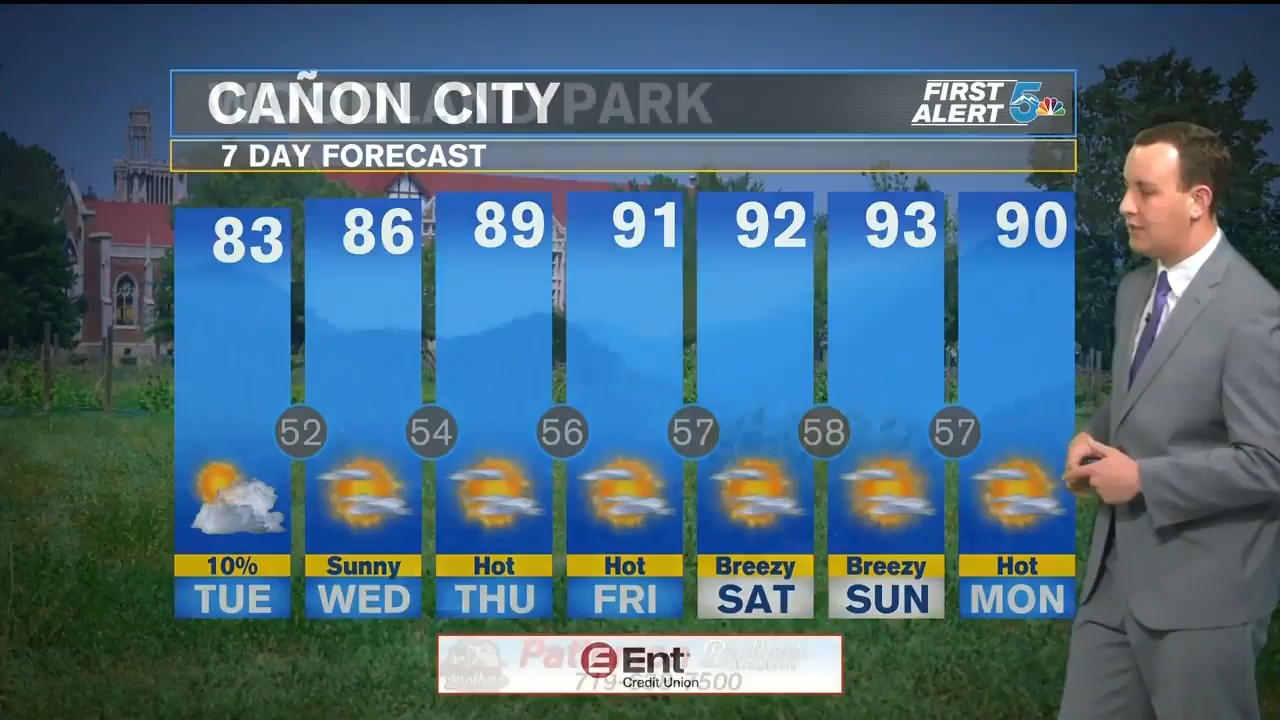 CAÑON CITY
PARK
FIRST
ALERT 5
7 DAY FORECAST
83 86 89 91 92 93 90
52 54 56 57 58 57
10% Sunny Hot Hot Breezy Breezy Hot
TUE WED THU FRI SAT SUN MON
Ent
Credit Union